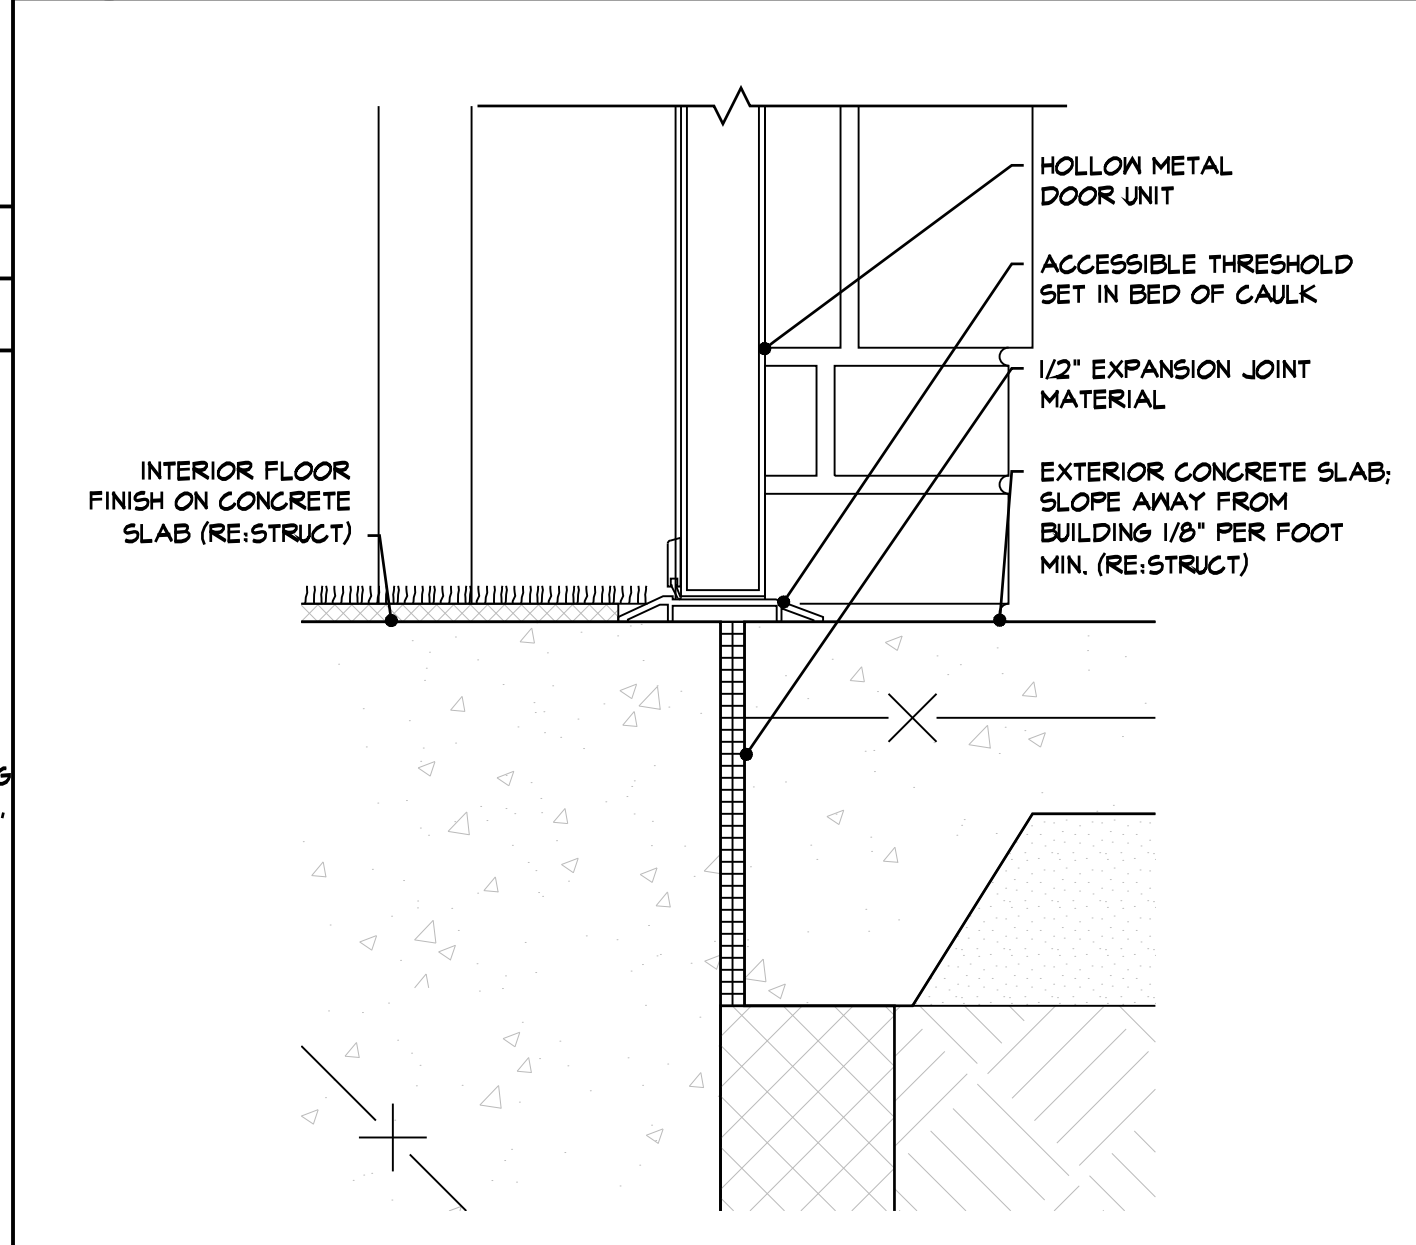 HOLLOW METAL
DOOR UNIT
ACCESSIBLE THRESHOLD
SET IN BED OF CAULK
1/2" EXPANSION JOINT
MATERIAL
INTERIOR FLOOR
FINISH ON CONCRETE
SLAB (RE:STRUCT)
EXTERIOR CONCRETE SLAB;
SLOPE AWAY FROM
BUILDING 1/8" PER FOOT
MIN. (RE:STRUCT)